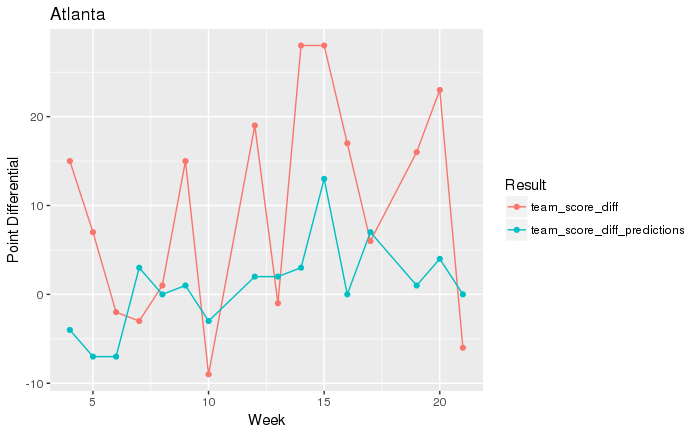 Atlanta
20
10
0
-10
5
10
15
20
Week
Point Differential
Result
team_score_diff
team_score_diff_predictions